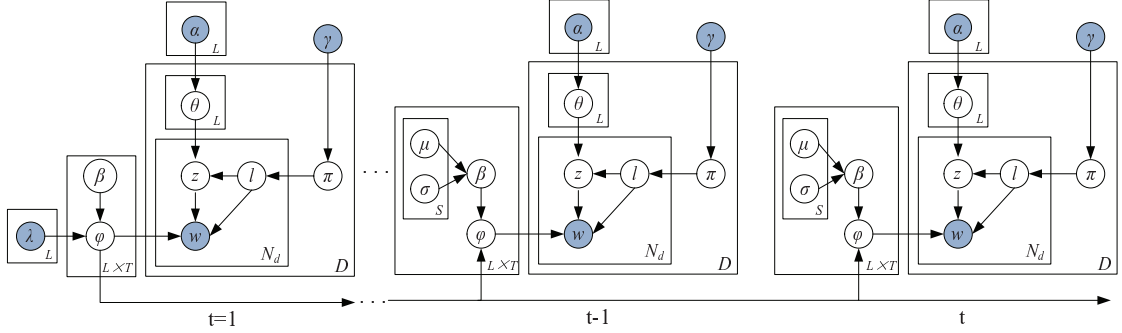 α L γ α L γ α L γ
θ L θ L θ L
μ σ S μ σ S
β z l π · · · β z l π β z l π
λ L φ w φ w φ w
N_d N_d N_d
L×T D L×T D L×T D
· · ·
t=1 t-1 t